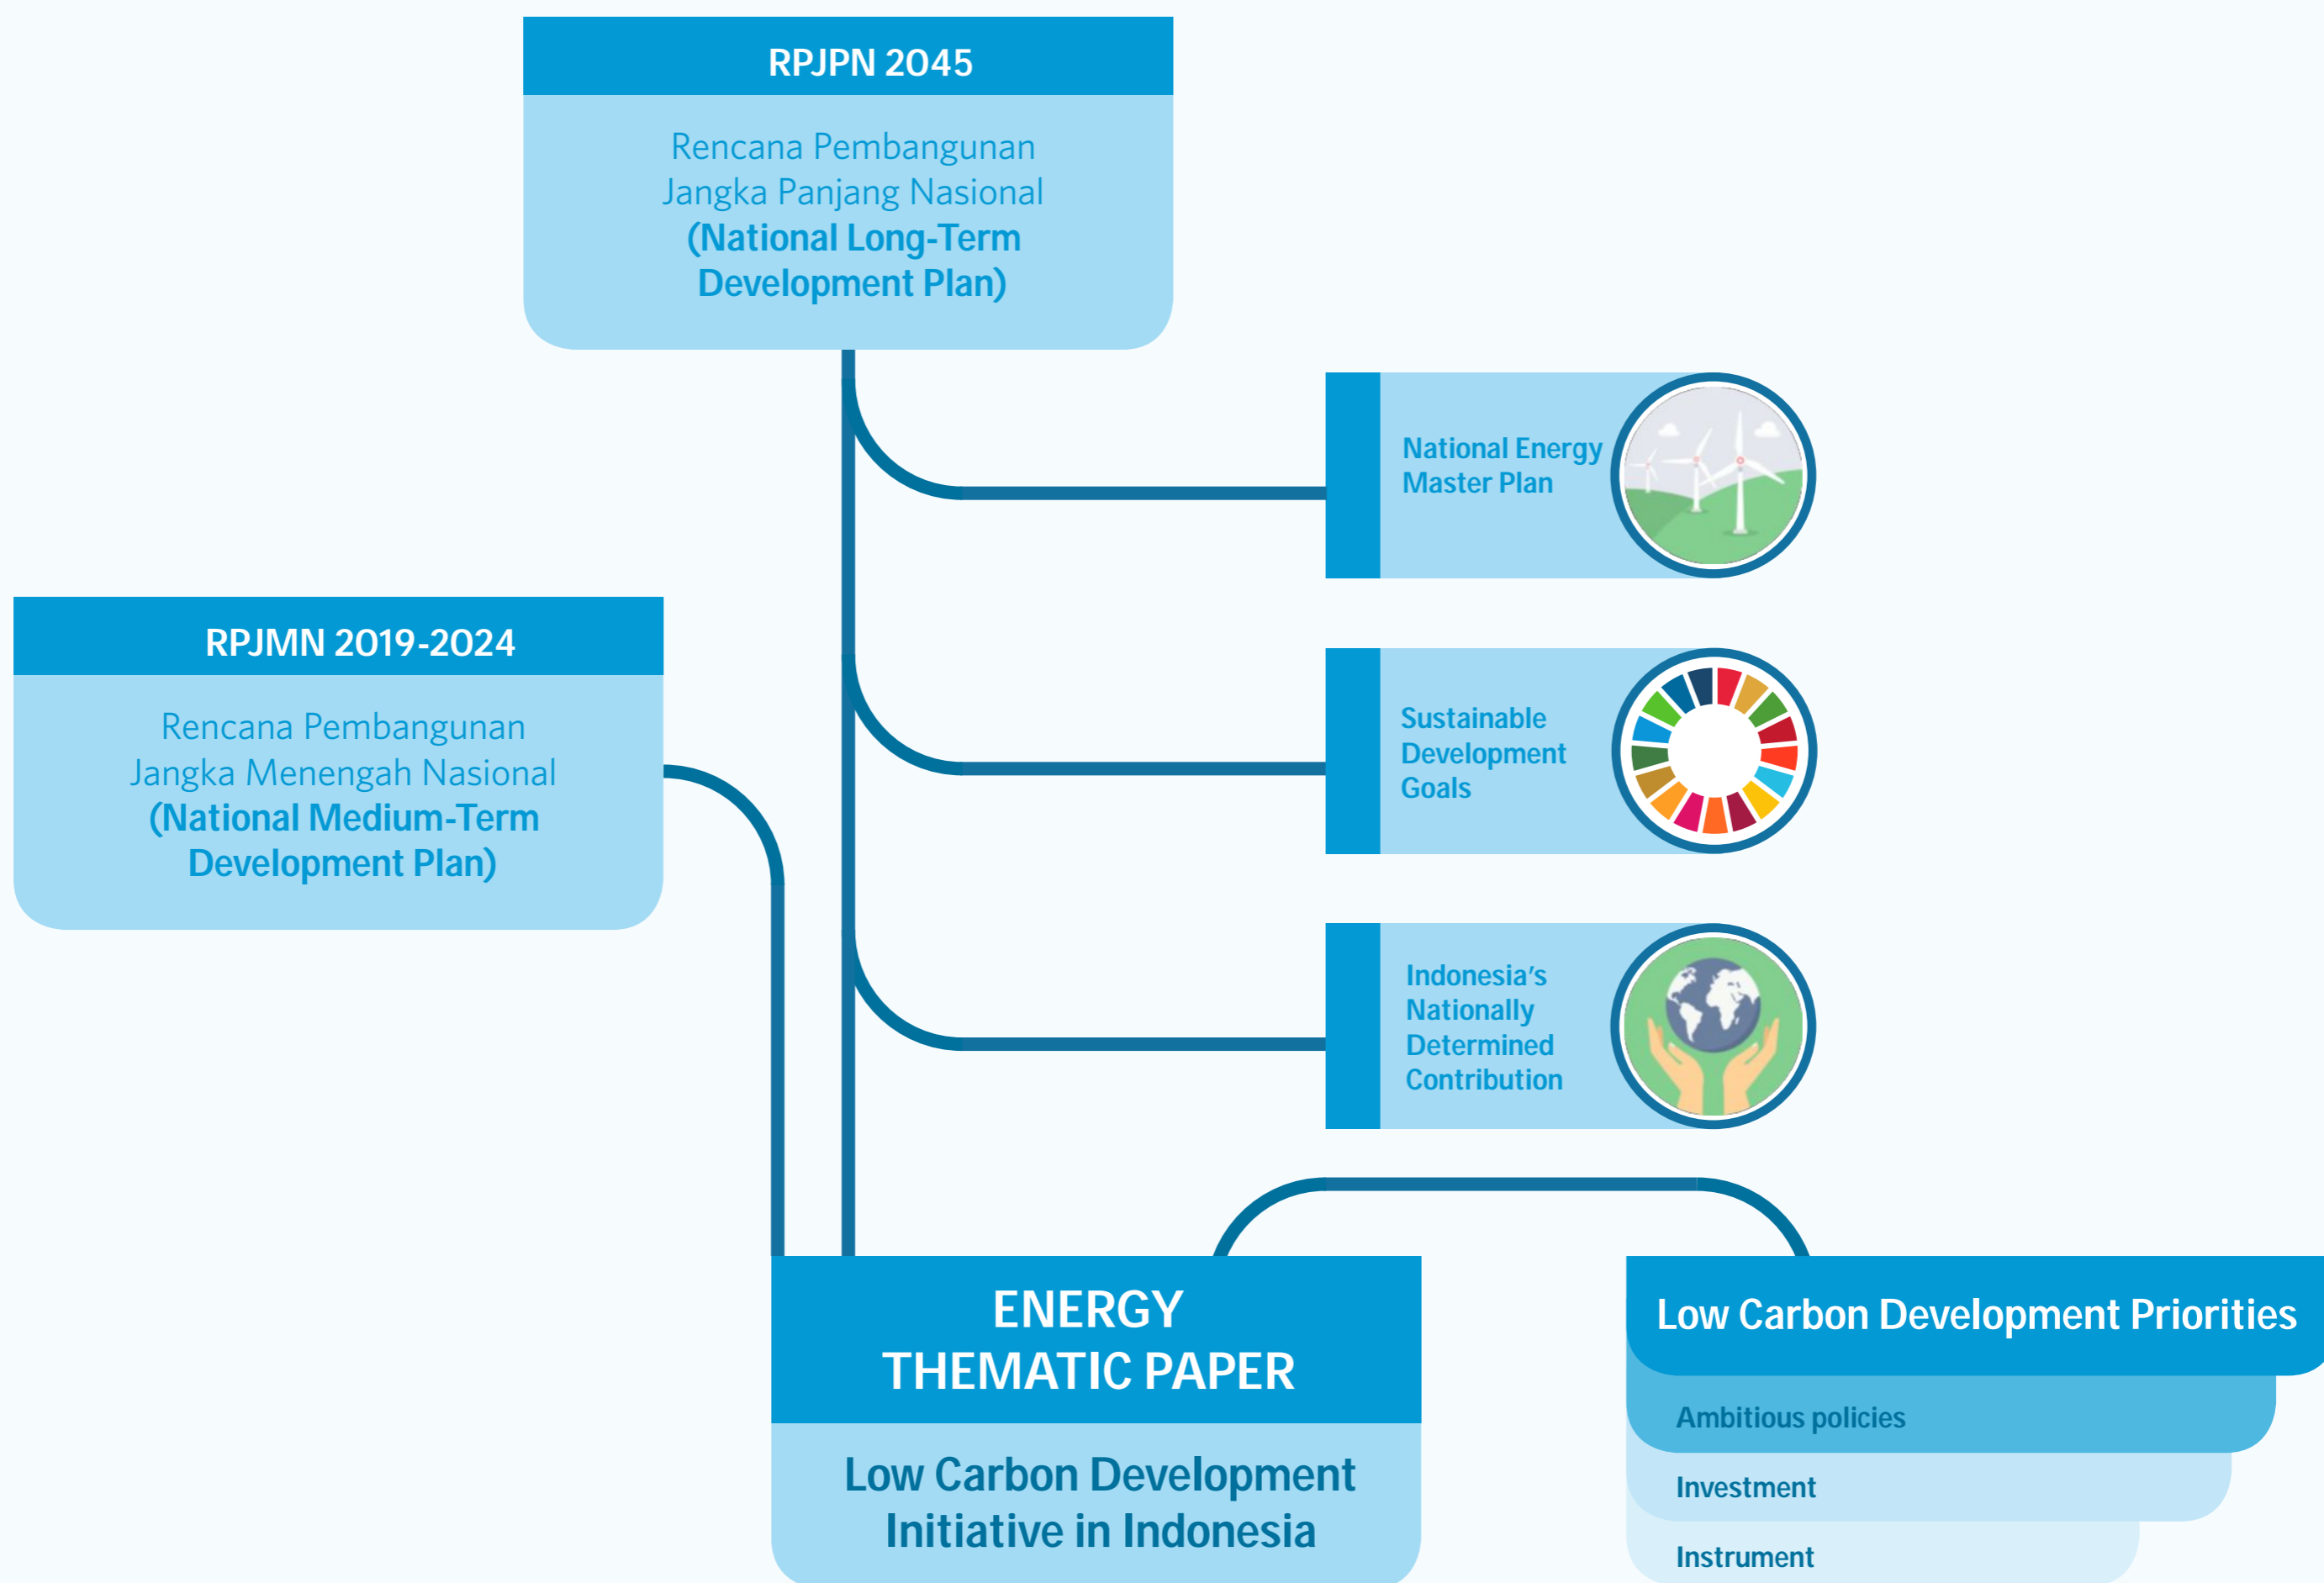 RPJPN 2045
Rencana Pembangunan
Jangka Panjang Nasional
(National Long-Term
Development Plan)
National Energy
Master Plan
RPJMN 2019-2024
Rencana Pembangunan
Jangka Menengah Nasional
(National Medium-Term
Development Plan)
Sustainable
Development
Goals
Indonesia's
Nationally
Determined
Contribution
ENERGY
THEMATIC PAPER
Low Carbon Development
Initiative in Indonesia
Low Carbon Development Priorities
Ambitious policies
Investment
Instrument